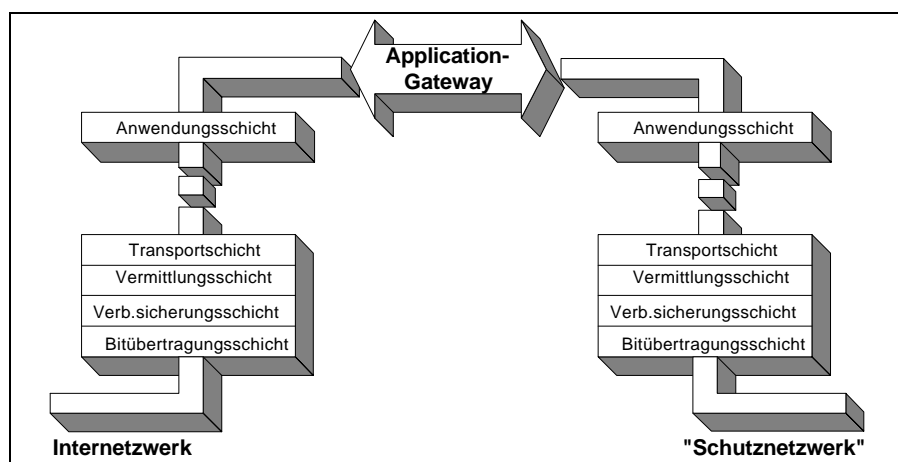 Application-
Gateway
Anwendungsschicht
Transportschicht
Vermittlungsschicht
Verb.sicherungsschicht
Bitübertragungsschicht
Internetzwerk
Anwendungsschicht
Transportschicht
Vermittlungsschicht
Verb.sicherungsschicht
Bitübertragungsschicht
"Schutznetzwerk"